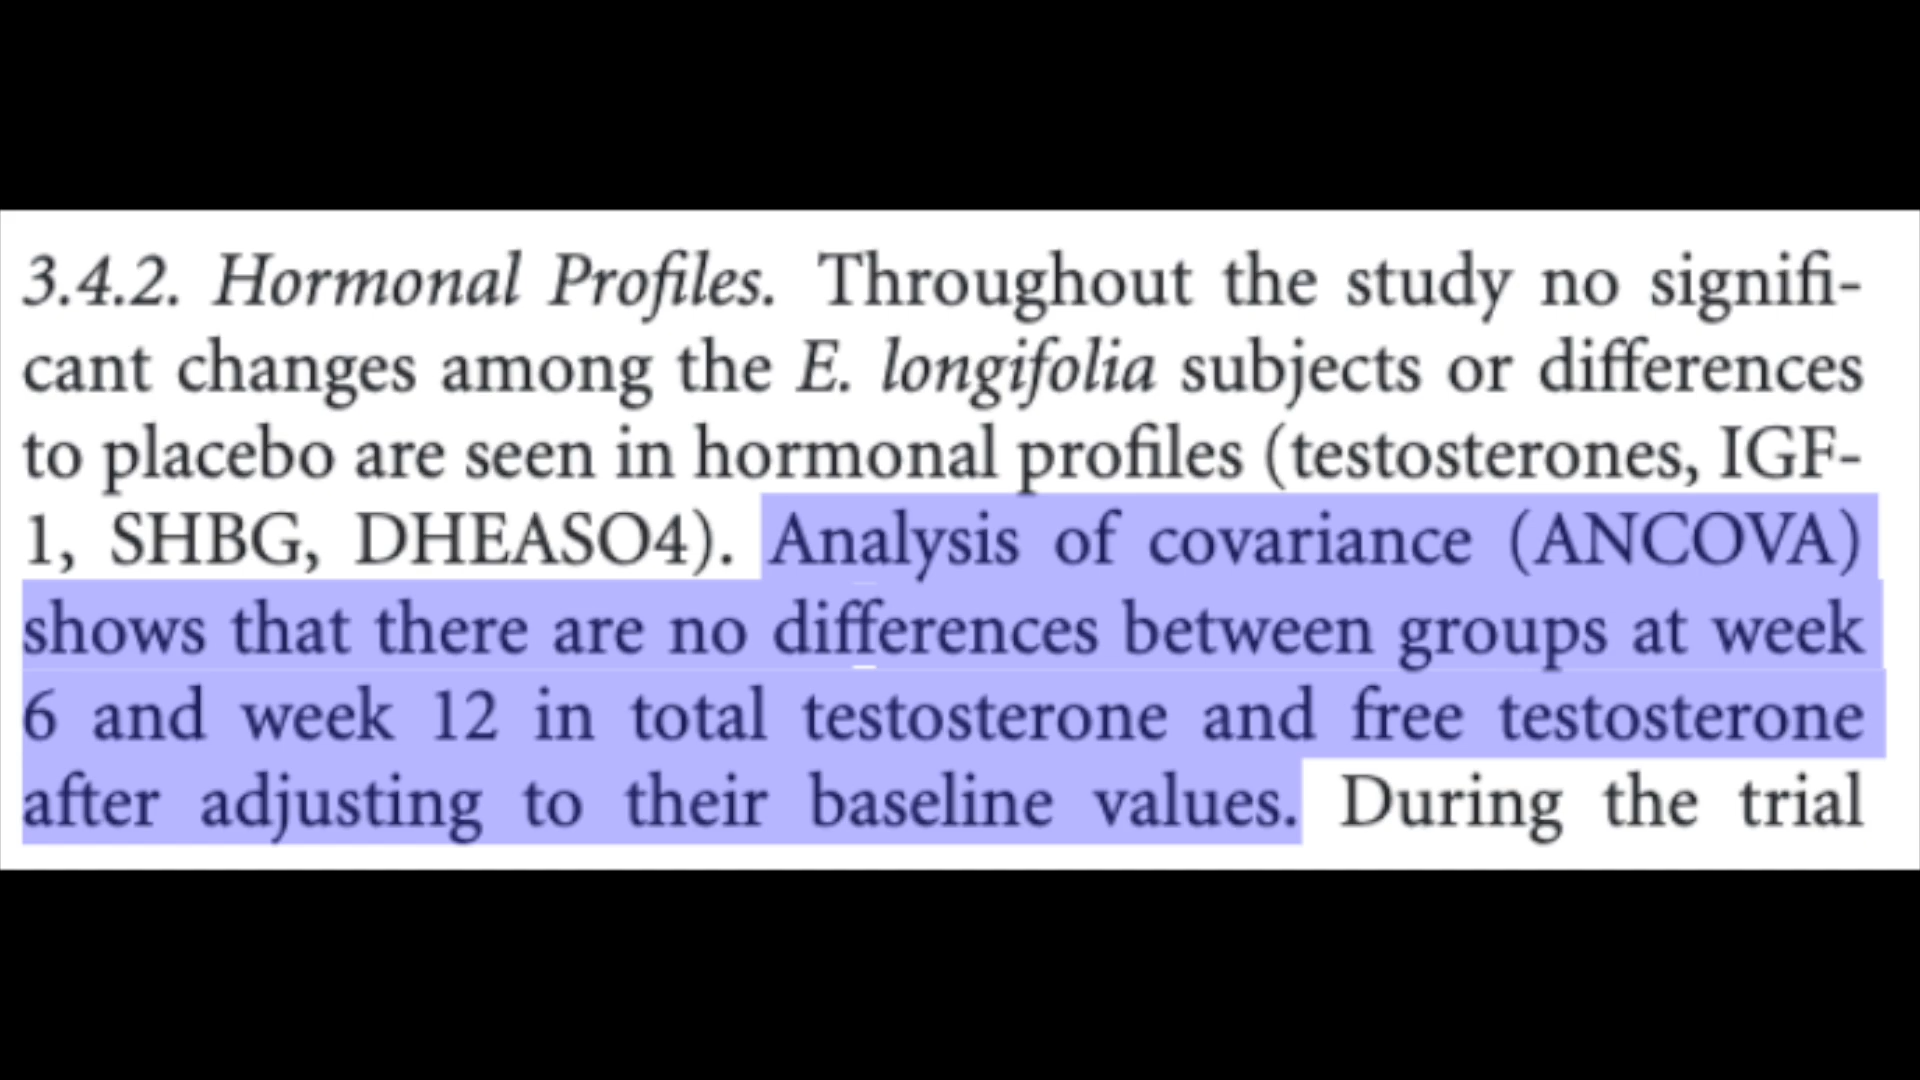 3.4.2. Hormonal Profiles. Throughout the study no signifi-
cant changes among the E. longifolia subjects or differences
to placebo are seen in hormonal profiles (testosterones, IGF-
1, SHBG, DHEASO4). Analysis of covariance (ANCOVA)
shows that there are no differences between groups at week
6 and week 12 in total testosterone and free testosterone
after adjusting to their baseline values. During the trial